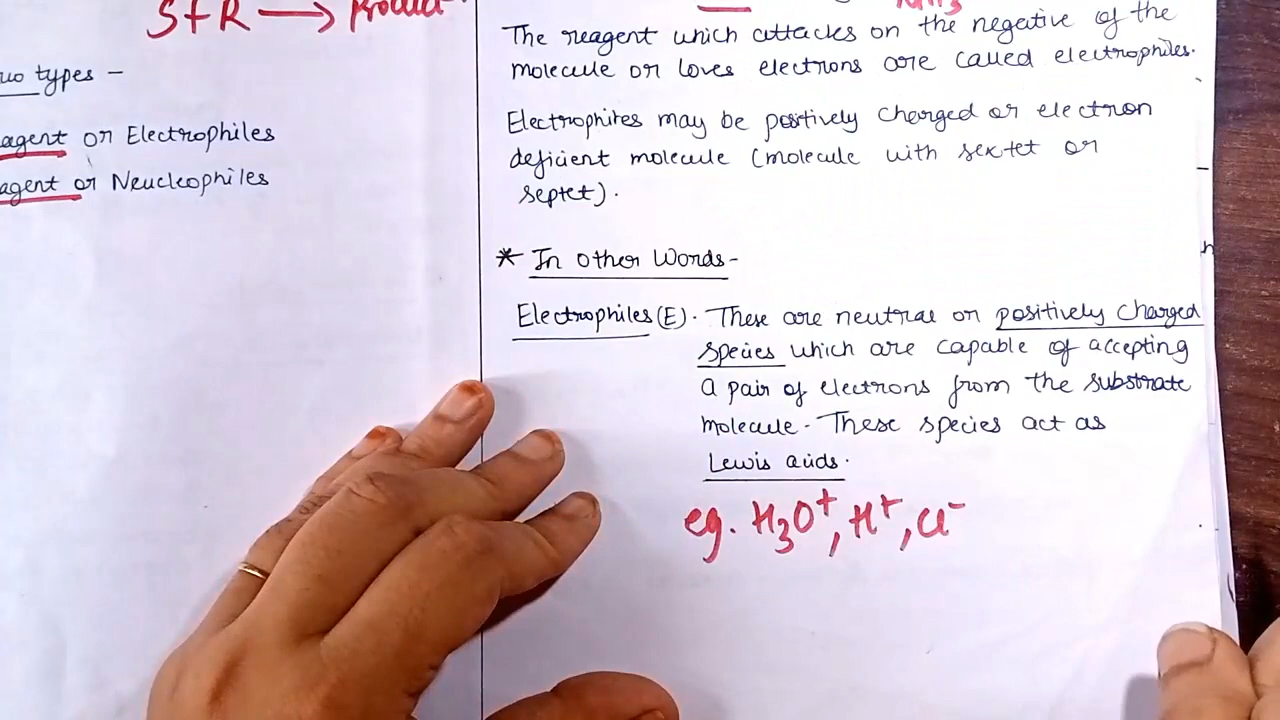 S + R → Product
types -
agent or Electrophiles
agent or Neucleophiles
NH3
The reagent which attacks on the negative of the
molecule or loves electrons are called electrophiles.
Electrophites may be positively charged or electron
deficient molecule (molecule with sextet or
septet).
* In Other Words-
Electrophiles (E). These are neutral or positively charged
species which are capable of accepting
a pair of electrons from the substrate
molecule. These species act as
Lewis acids.
eg. H3O+, H+, Cl-